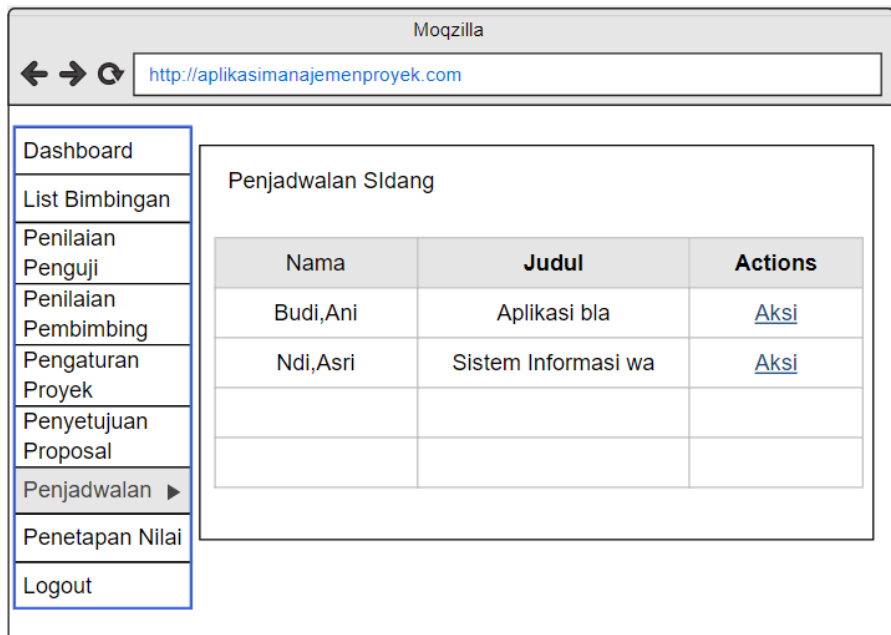 Moqzilla
http://aplikasimanajemenproyek.com
Dashboard
List Bimbingan
Penilaian
Penguji
Penilaian
Pembimbing
Pengaturan
Proyek
Penyetujuan
Proposal
Penjadwalan
Penetapan Nilai
Logout
Penjadwalan SIdang
Nama Judul Actions
Budi,Ani Aplikasi bla Aksi
Ndi,Asri Sistem Informasi wa Aksi